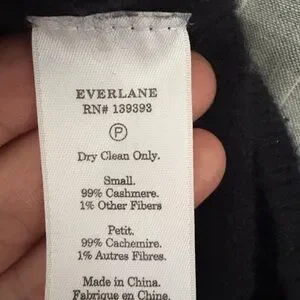 EVERLANE
RN# 139393
P
Dry Clean Only.
Small.
99% Cashmere.
1% Other Fibers
Petit.
99% Cachemire.
1% Autres Fibres.
Made in China.
Fabrique en Chine.